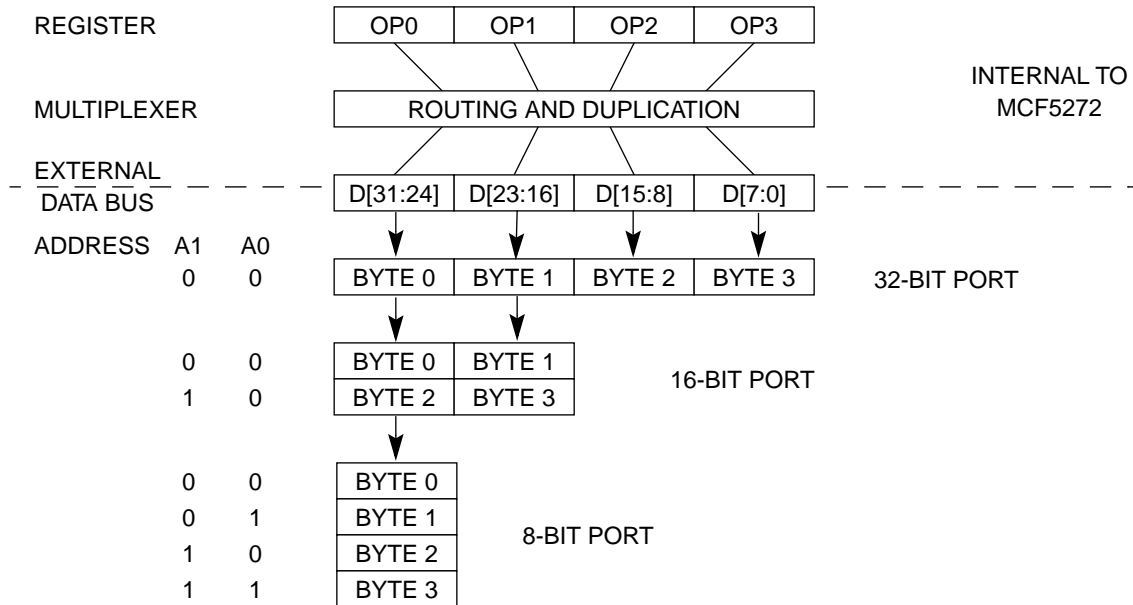 REGISTER OP0 OP1 OP2 OP3
INTERNAL TO
MCF5272
MULTIPLEXER ROUTING AND DUPLICATION
EXTERNAL
DATA BUS
D[31:24] D[23:16] D[15:8] D[7:0]
ADDRESS A1 A0
0 0 BYTE 0 BYTE 1 BYTE 2 BYTE 3 32-BIT PORT
0 0 BYTE 0 BYTE 1
16-BIT PORT
1 0 BYTE 2 BYTE 3
0 0 BYTE 0
0 1 BYTE 1
8-BIT PORT
1 0 BYTE 2
1 1 BYTE 3